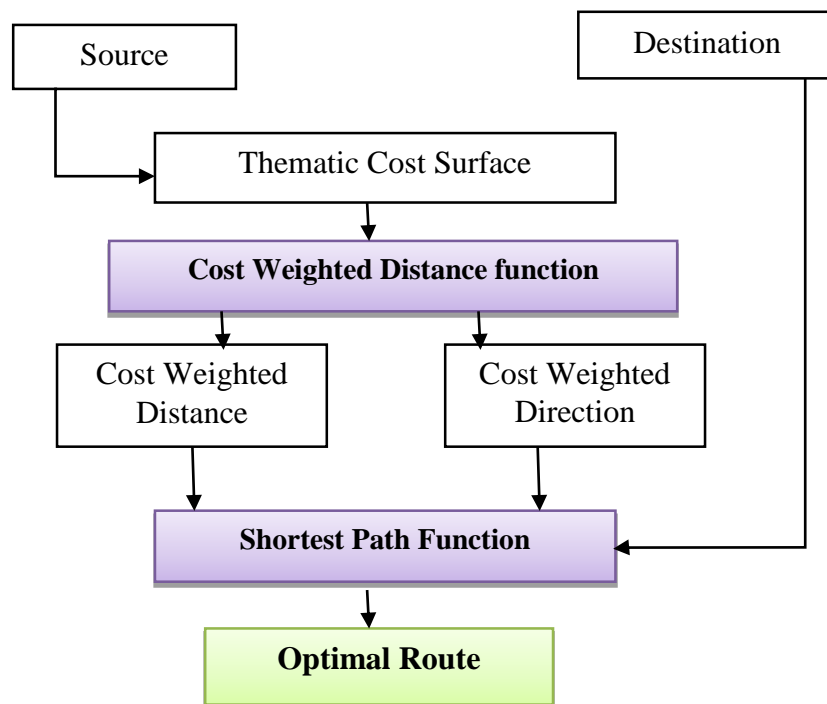 Source
Destination
Thematic Cost Surface
Cost Weighted Distance function
Cost Weighted
Distance
Cost Weighted
Direction
Shortest Path Function
Optimal Route